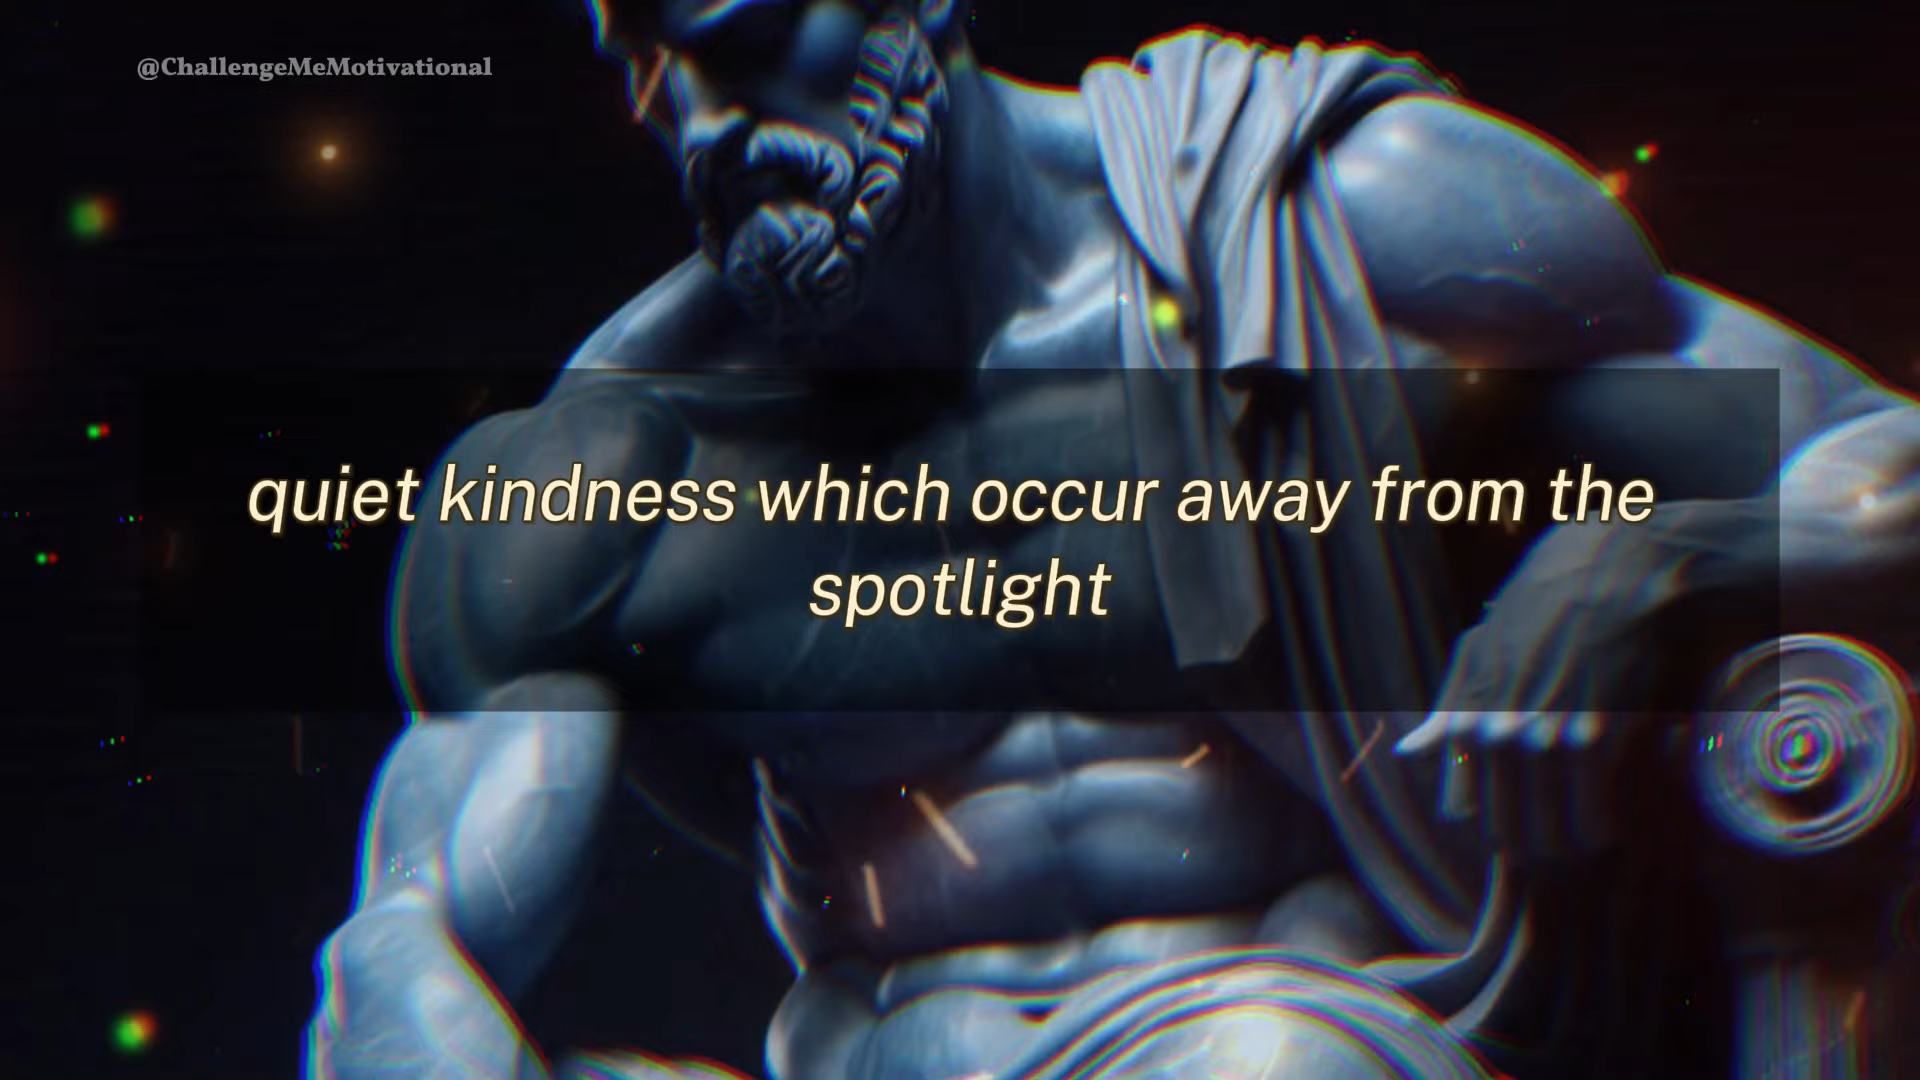 @ChallengeMeMotivational
quiet kindness which occur away from the
spotlight